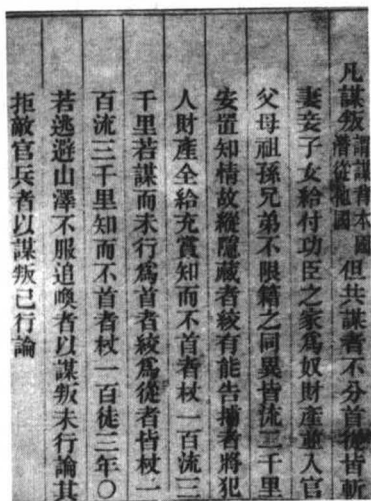 凡謀叛謂謀背本國潛從他國但共謀者不分首從皆斬
妻妾子女給付功臣之家爲奴財產並入官
父母祖孫兄弟不限籍之同異皆流二千里
安置知情故縱隱藏者絞有能告捕者將犯
人財產全給充賞知而不首者杖一百流三
千里若謀而未行爲首者絞爲從者皆杖一
百流三千里知而不首者杖一百徒三年〇
若逃避山澤不服追喚者以謀叛未行論其
拒敵官兵者以謀叛已行論